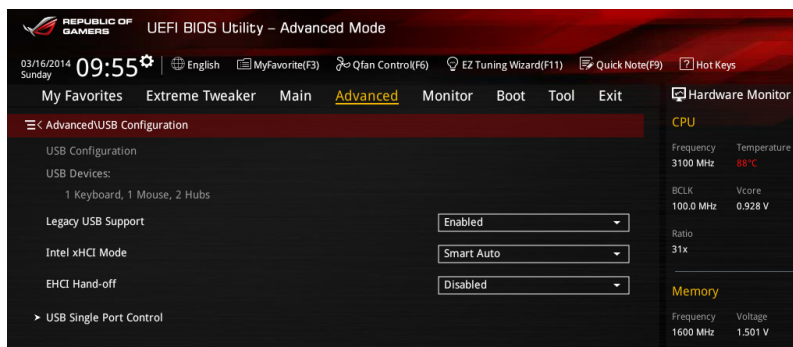 REPUBLIC OF
GAMERS
UEFI BIOS Utility – Advanced Mode
03/16/2014
Sunday
09:55
English
MyFavorite(F3)
Qfan Control(F6)
EZ Tuning Wizard(F11)
Quick Note(F9)
? Hot Keys
My Favorites Extreme Tweaker Main Advanced Monitor Boot Tool Exit
Advanced\USB Configuration
USB Configuration
USB Devices:
1 Keyboard, 1 Mouse, 2 Hubs
Legacy USB Support Enabled
Intel xHCI Mode Smart Auto
EHCI Hand-off Disabled
USB Single Port Control
Hardware Monitor
CPU
Frequency Temperature
3100 MHz 88°C
BCLK Vcore
100.0 MHz 0.928 V
Ratio
31x
Memory
Frequency Voltage
1600 MHz 1.501 V